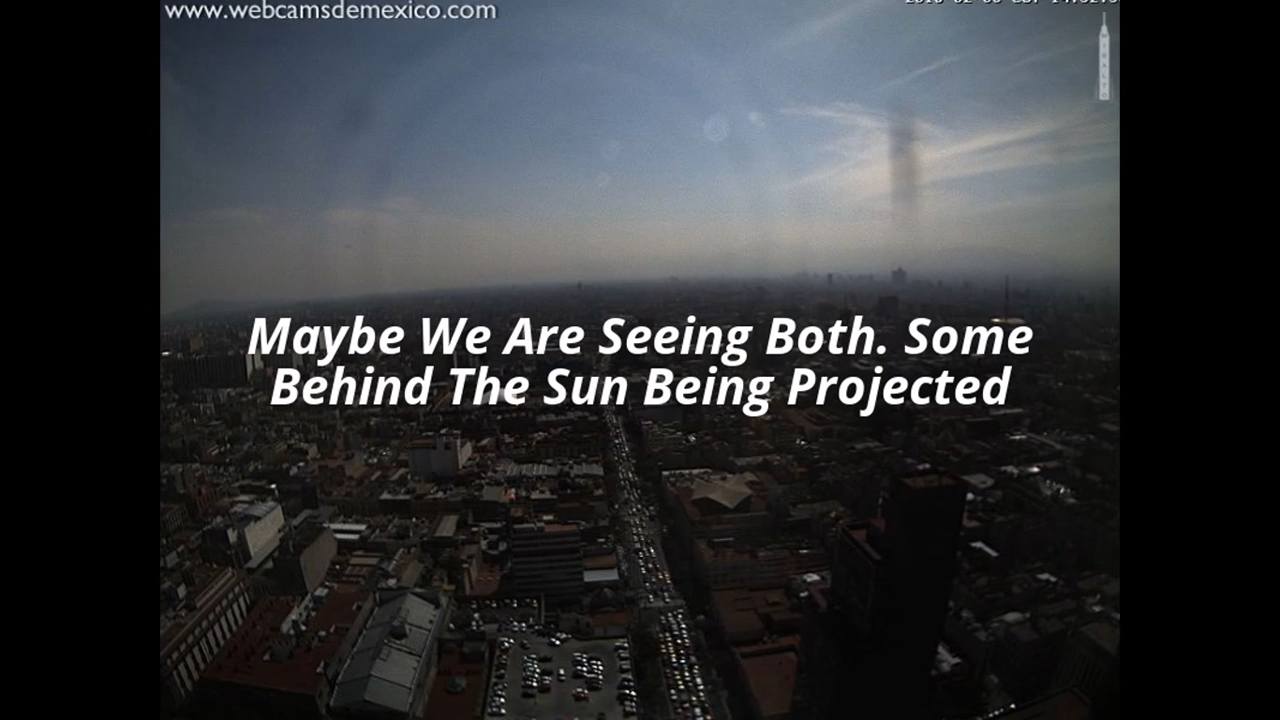 www.webcamsdemexico.com
Maybe We Are Seeing Both. Some
Behind The Sun Being Projected